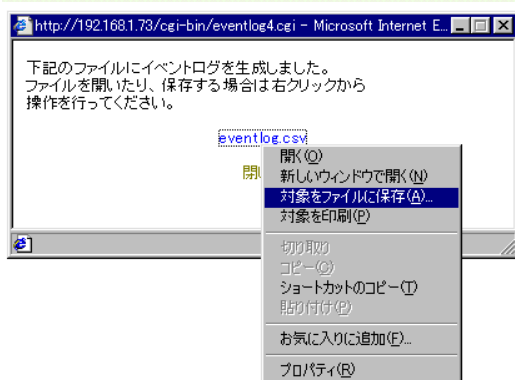 http://192.168.1.73/cgi-bin/eventlog4.cgi - Microsoft Internet E...
下記のファイルにイベントログを生成しました。
ファイルを開いたり、保存する場合は右クリックから
操作を行ってください。
eventlog.csv
閉
開く(O)
新しいウィンドウで開く(N)
対象をファイルに保存(A)...
対象を印刷(P)
切り取り
コピー(C)
ショートカットのコピー(T)
貼り付け(P)
お気に入りに追加(F)...
プロパティ(R)